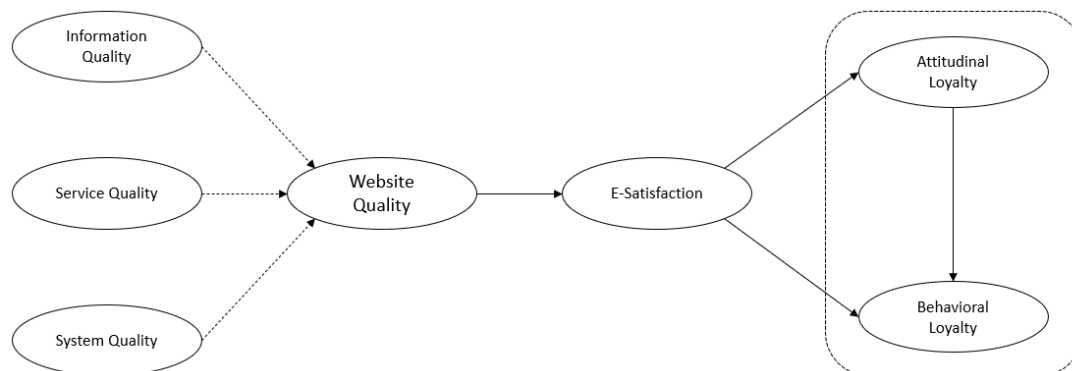 Information
Quality
Service Quality
System Quality
Website
Quality
E-Satisfaction
Attitudinal
Loyalty
Behavioral
Loyalty